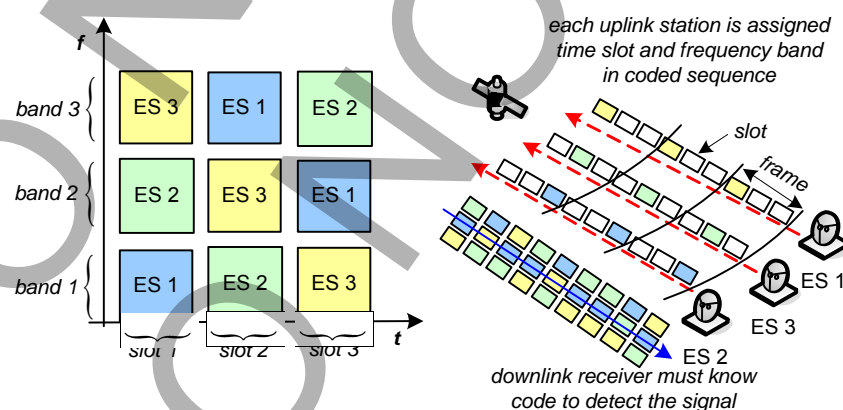 f
band 3
ES 3 ES 1 ES 2
band 2
ES 2 ES 3 ES 1
band 1
ES 1 ES 2 ES 3
slot 1 slot 2 slot 3
t
each uplink station is assigned
time slot and frequency band
in coded sequence
slot
frame
ES 1
ES 3
ES 2
downlink receiver must know
code to detect the signal